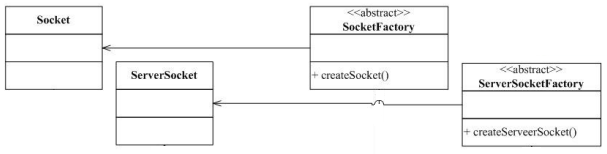 Socket
<<abstract>>
SocketFactory
+ createSocket()
ServerSocket
<<abstract>>
ServerSocketFactory
+ createServeerSocket()